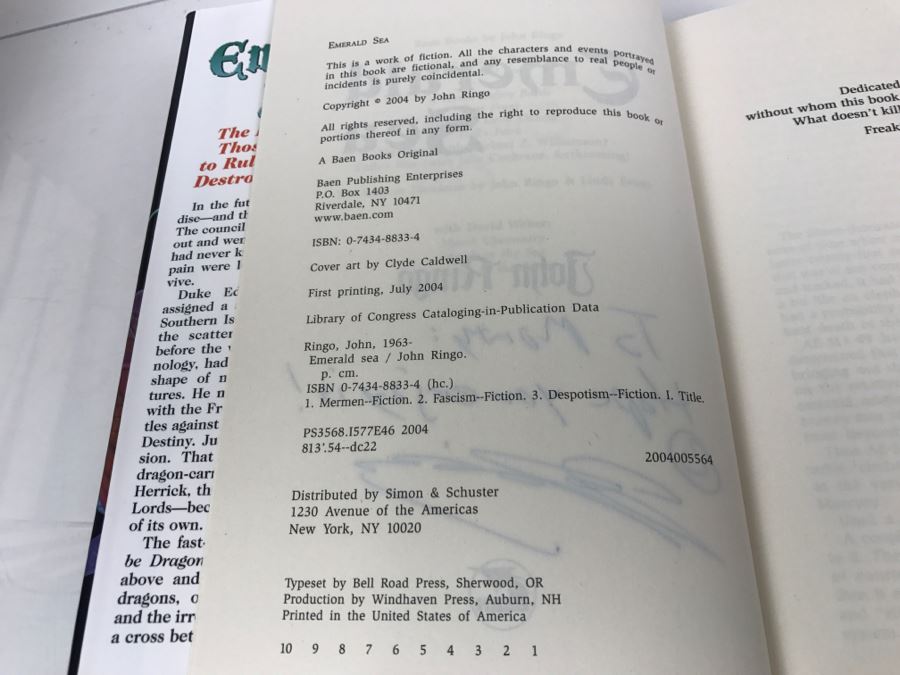 Em
The
Thos
to Rul
Destro
In the fut
dise—and th
The council
out and wer
had never k
pain were l
vive.
Duke Ed
assigned a
Southern Is
the scatter
before the
nology, had
shape of n
tures. He n
with the Fr
tles against
Destiny. Ju
sion. That
dragon-carr
Herrick, th
Lords—bec
of its own.
The fast-
be Dragon
above and
dragons, o
and the irr
a cross bet
EMERALD SEA
This is a work of fiction. All the characters and events portrayed
in this book are fictional, and any resemblance to real people or
incidents is purely coincidental.
Copyright © 2004 by John Ringo
All rights reserved, including the right to reproduce this book or
portions thereof in any form.
A Baen Books Original
Baen Publishing Enterprises
P.O. Box 1403
Riverdale, NY 10471
www.baen.com
ISBN: 0-7434-8833-4
Cover art by Clyde Caldwell
First printing, July 2004
Library of Congress Cataloging-in-Publication Data
Ringo, John, 1963-
Emerald sea / John Ringo.
p. cm.
ISBN 0-7434-8833-4 (hc.)
1. Mermen--Fiction. 2. Fascism--Fiction. 3. Despotism--Fiction. I. Title.
PS3568.I577E46 2004
813'.54--dc22
2004005564
Distributed by Simon & Schuster
1230 Avenue of the Americas
New York, NY 10020
Typeset by Bell Road Press, Sherwood, OR
Production by Windhaven Press, Auburn, NH
Printed in the United States of America
10 9 8 7 6 5 4 3 2 1
Dedicated
without whom this book
What doesn't kill
Freak